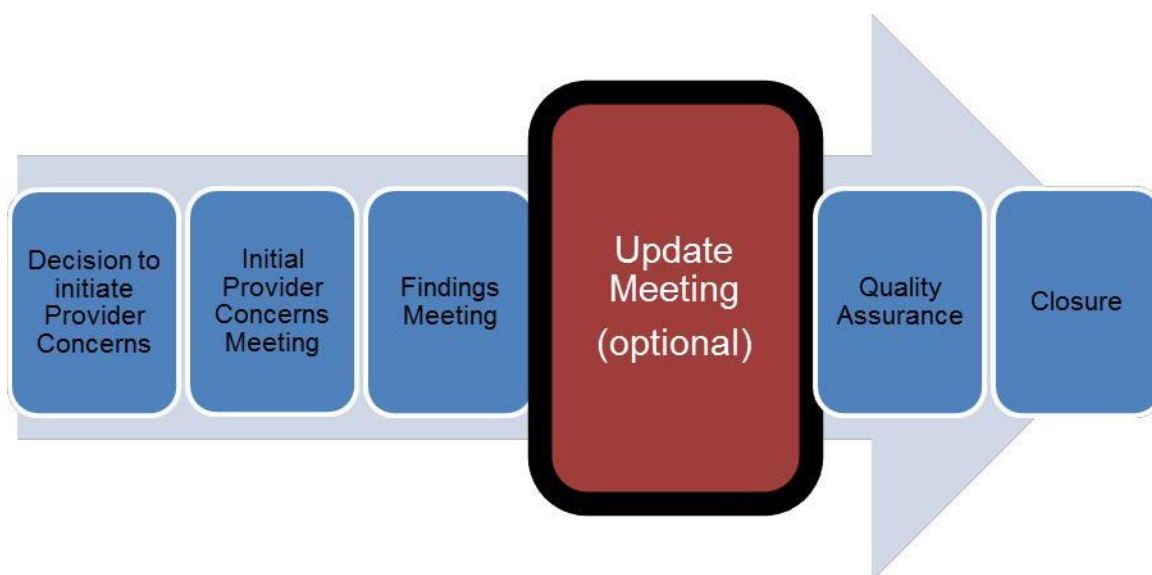 Decision to
initiate
Provider
Concerns
Initial
Provider
Concerns
Meeting
Findings
Meeting
Update
Meeting
(optional)
Quality
Assurance
Closure